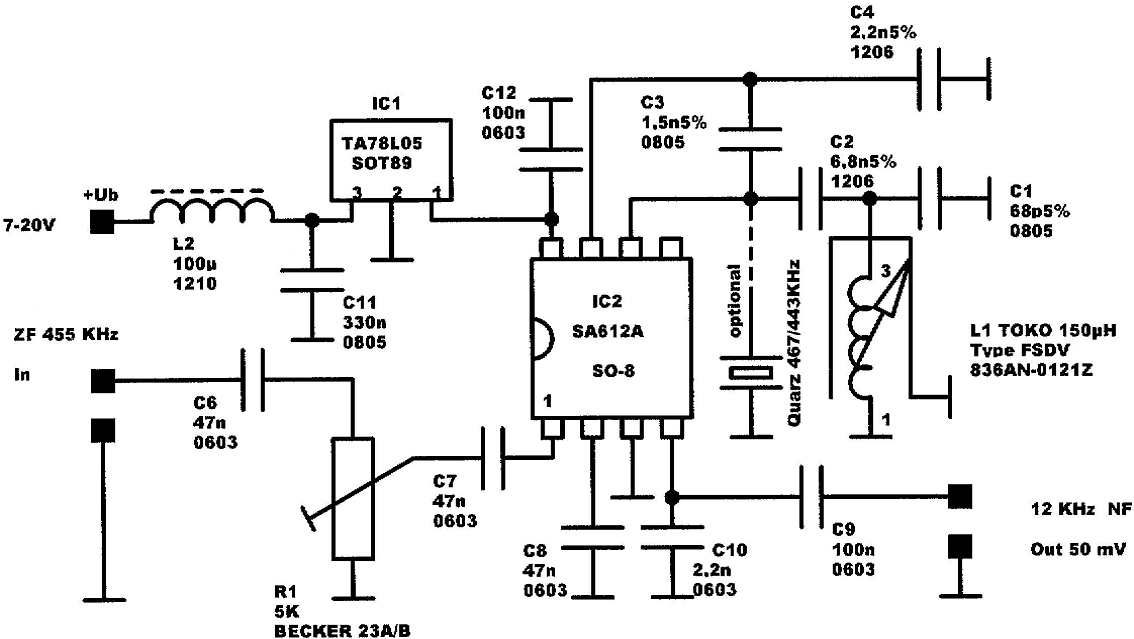 C4
2,2n5%
1206
C12
100n
0603
IC1
TA78L05
SOT89
3 2 1
C3
1,5n5%
0805
C2
6,8n5%
1206
C1
68p5%
0805
+Ub
7-20V
L2
100µ
1210
C11
330n
0805
IC2
SA612A
SO-8
1
optional
Quarz 467/443KHz
3
1
L1 TOKO 150µH
Type FSDV
836AN-0121Z
ZF 455 KHz
In
C6
47n
0603
C7
47n
0603
R1
5K
BECKER 23A/B
C8
47n
0603
C10
2,2n
0603
C9
100n
0603
12 KHz NF
Out 50 mV